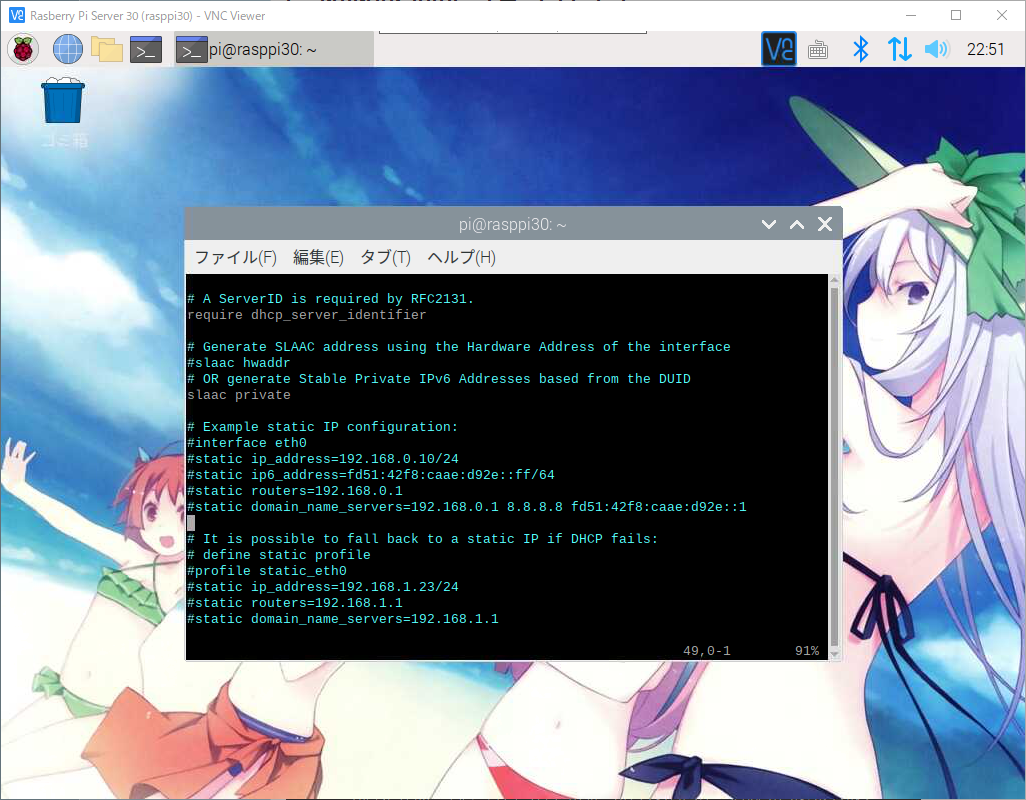 Rasberry Pi Server 30 (rasppi30) - VNC Viewer
pi@rasppi30: ~
22:51
ゴミ箱
pi@rasppi30: ~
ファイル(F) 編集(E) タブ(T) ヘルプ(H)
# A ServerID is required by RFC2131.
require dhcp_server_identifier
# Generate SLAAC address using the Hardware Address of the interface
#slaac hwaddr
# OR generate Stable Private IPv6 Addresses based from the DUID
slaac private
# Example static IP configuration:
#interface eth0
#static ip_address=192.168.0.10/24
#static ip6_address=fd51:42f8:caae:d92e::ff/64
#static routers=192.168.0.1
#static domain_name_servers=192.168.0.1 8.8.8.8 fd51:42f8:caae:d92e::1
# It is possible to fall back to a static IP if DHCP fails:
# define static profile
#profile static_eth0
#static ip_address=192.168.1.23/24
#static routers=192.168.1.1
#static domain_name_servers=192.168.1.1
49,0-1 91%